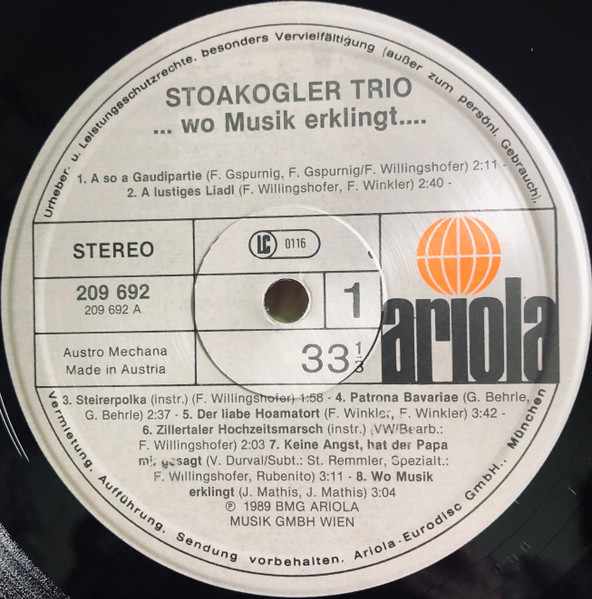 Urheber- u. Leistungsschutzrechte, besonders Vervielfältigung (außer zum persönl. Gebrauch),
STOAKOGLER TRIO
... wo Musik erklingt....
1. A so a Gaudipartie (F. Gspurnig, F. Gspurnig/F. Willingshofer) 2:11 -
2. A lustiges Liadl (F. Willingshofer, F. Winkler) 2:40 -
STEREO
LC 0116
209 692
209 692 A
1
ariola
Austro Mechana
Made in Austria
33 1/3
3. Steirerpolka (instr.) (F. Willingshofer) 1:58 - 4. Patrona Bavariae (G. Behrle,
G. Behrle) 2:37 - 5. Der liabe Hoamatort (F. Winkler, F. Winkler) 3:42 -
6. Zillertaler Hochzeitsmarsch (instr.) (VW/Bearb.:
F. Willingshofer) 2:03 7. Keine Angst, hat der Papa
mir gesagt (V. Durval/Subt.: St. Remmler, Spezialt.:
F. Willingshofer, Rubenito) 3:11 - 8. Wo Musik
erklingt (J. Mathis, J. Mathis) 3:04
℗ 1989 BMG ARIOLA
MUSIK GMBH WIEN
Vermietung, Aufführung, Sendung vorbehalten. Ariola-Eurodisc GmbH., München